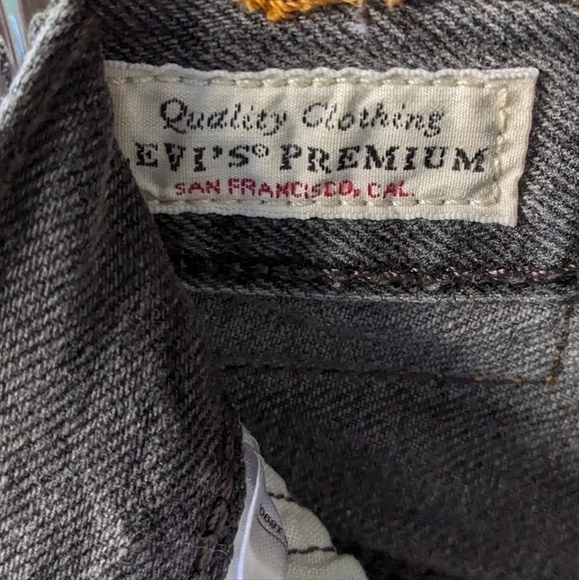 Quality Clothing
EVI'S® PREMIUM
SAN FRANCISCO, CAL.